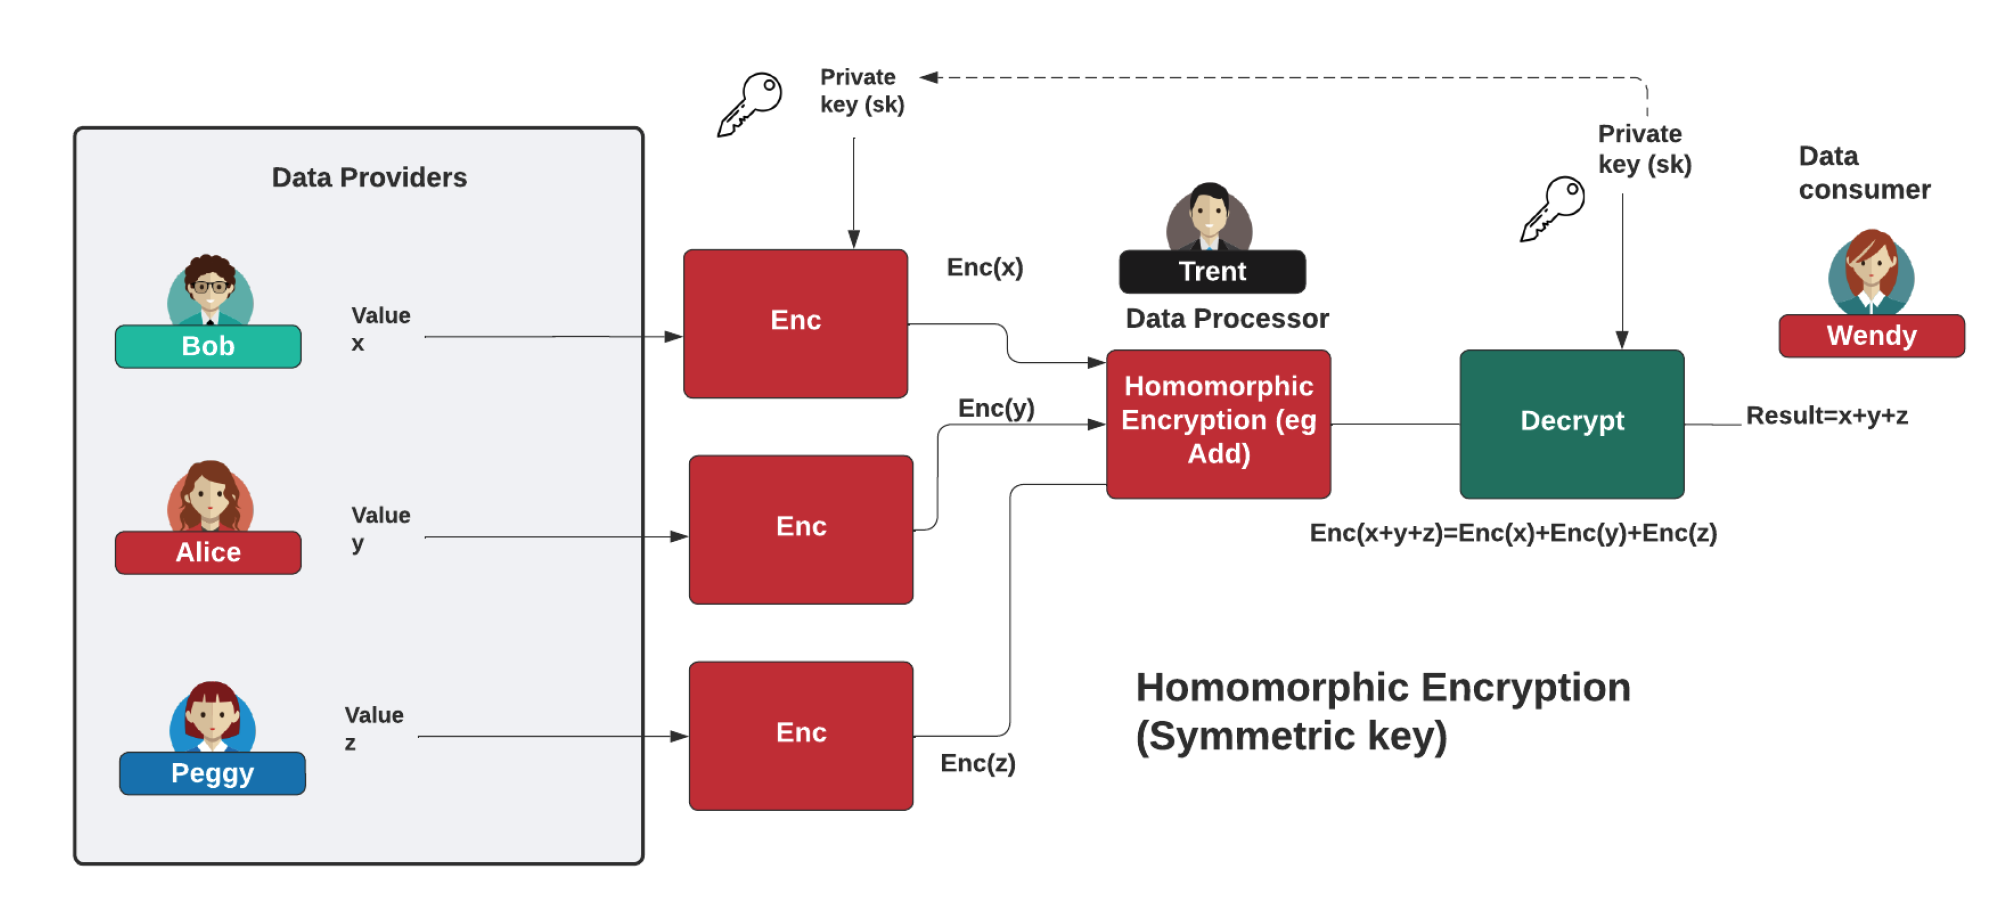 Private
key (sk)
Private
key (sk)
Data
consumer
Data Providers
Trent
Data Processor
Wendy
Bob
Value
x
Enc
Enc(x)
Homomorphic
Encryption (eg
Add)
Decrypt
Result=x+y+z
Enc(y)
Alice
Value
y
Enc
Enc(x+y+z)=Enc(x)+Enc(y)+Enc(z)
Peggy
Value
z
Enc
Enc(z)
Homomorphic Encryption
(Symmetric key)